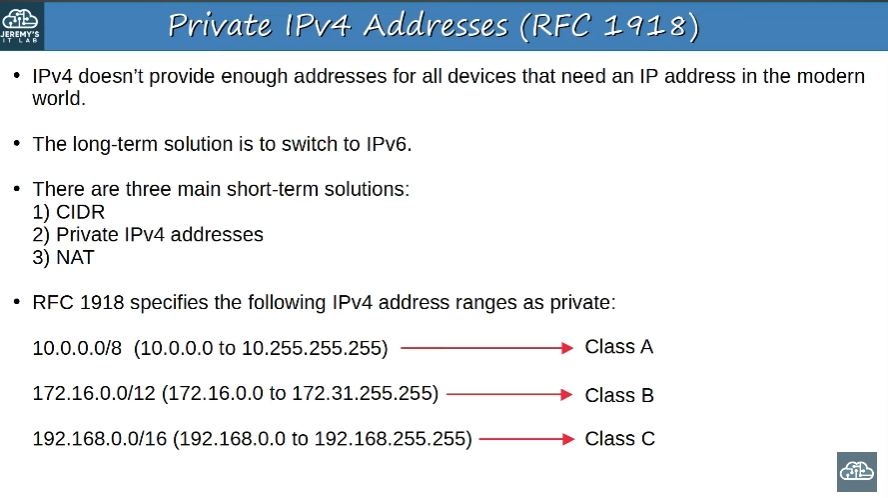 JEREMY'S
IT LAB
Private IPv4 Addresses (RFC 1918)
• IPv4 doesn't provide enough addresses for all devices that need an IP address in the modern
world.
• The long-term solution is to switch to IPv6.
• There are three main short-term solutions:
1) CIDR
2) Private IPv4 addresses
3) NAT
• RFC 1918 specifies the following IPv4 address ranges as private:
10.0.0.0/8 (10.0.0.0 to 10.255.255.255) Class A
172.16.0.0/12 (172.16.0.0 to 172.31.255.255) Class B
192.168.0.0/16 (192.168.0.0 to 192.168.255.255) Class C